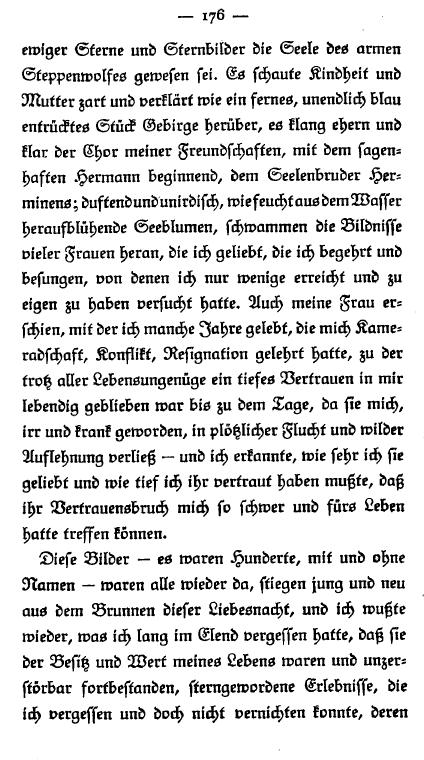 — 176 —
ewiger Sterne und Sternbilder die Seele des armen
Steppenwolfes gewesen sei. Es schaute Kindheit und
Mutter zart und verklärt wie ein fernes, unendlich blau
entrücktes Stück Gebirge herüber, es klang ehern und
klar der Chor meiner Freundschaften, mit dem sagen-
haften Hermann beginnend, dem Seelenbruder Her-
minens; duftend und unirdisch, wie feucht aus dem Wasser
heraufblühende Seeblumen, schwammen die Bildnisse
vieler Frauen heran, die ich geliebt, die ich begehrt und
besungen, von denen ich nur wenige erreicht und zu
eigen zu haben versucht hatte. Auch meine Frau er-
schien, mit der ich manche Jahre gelebt, die mich Kame-
radschaft, Konflikt, Resignation gelehrt hatte, zu der
trotz aller Lebensungenüge ein tiefes Vertrauen in mir
lebendig geblieben war bis zu dem Tage, da sie mich,
irr und krank geworden, in plötzlicher Flucht und wilder
Auflehnung verließ — und ich erkannte, wie sehr ich sie
geliebt und wie tief ich ihr vertraut haben mußte, daß
ihr Vertrauensbruch mich so schwer und fürs Leben
hatte treffen können.
Diese Bilder — es waren Hunderte, mit und ohne
Namen — waren alle wieder da, stiegen jung und neu
aus dem Brunnen dieser Liebesnacht, und ich wußte
wieder, was ich lang im Elend vergessen hatte, daß sie
der Besitz und Wert meines Lebens waren und unzer-
störbar fortbestanden, sterngewordene Erlebnisse, die
ich vergessen und doch nicht vernichten konnte, deren